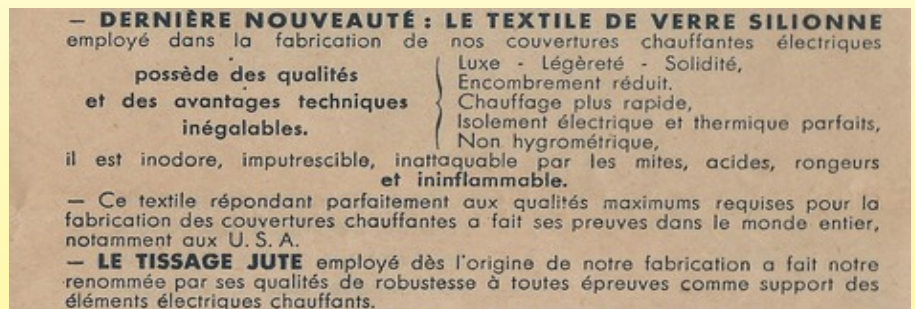 — DERNIÈRE NOUVEAUTÉ : LE TEXTILE DE VERRE SILIONNE
employé dans la fabrication de nos couvertures chauffantes électriques
possède des qualités
et des avantages techniques
inégalables.
Luxe - Légèreté - Solidité,
Encombrement réduit.
Chauffage plus rapide,
Isolement électrique et thermique parfaits,
Non hygrométrique,
il est inodore, imputrescible, inattaquable par les mites, acides, rongeurs
et ininflammable.
— Ce textile répondant parfaitement aux qualités maximums requises pour la
fabrication des couvertures chauffantes a fait ses preuves dans le monde entier,
notamment aux U. S. A.
— LE TISSAGE JUTE employé dès l'origine de notre fabrication a fait notre
renommée par ses qualités de robustesse à toutes épreuves comme support des
éléments électriques chauffants.